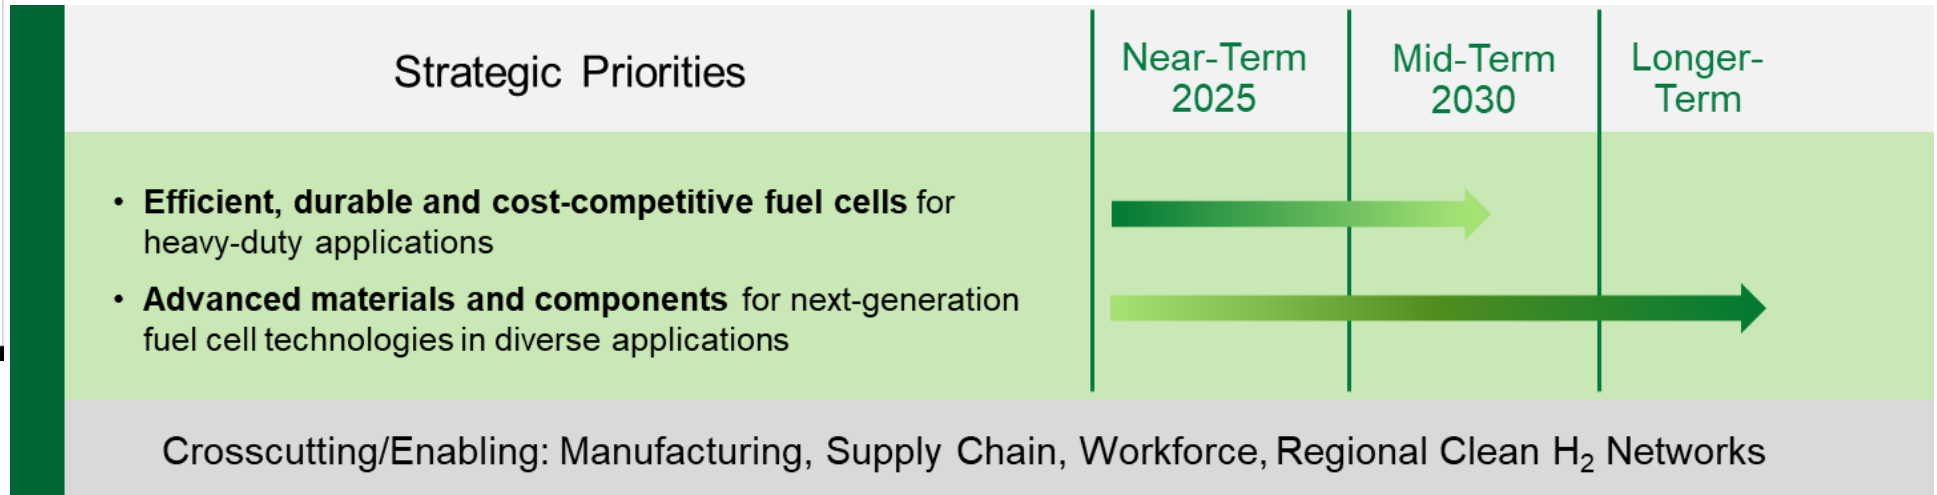 Strategic Priorities
Near-Term
2025
Mid-Term
2030
Longer-
Term
• Efficient, durable and cost-competitive fuel cells for
heavy-duty applications
• Advanced materials and components for next-generation
fuel cell technologies in diverse applications
Crosscutting/Enabling: Manufacturing, Supply Chain, Workforce, Regional Clean H₂ Networks